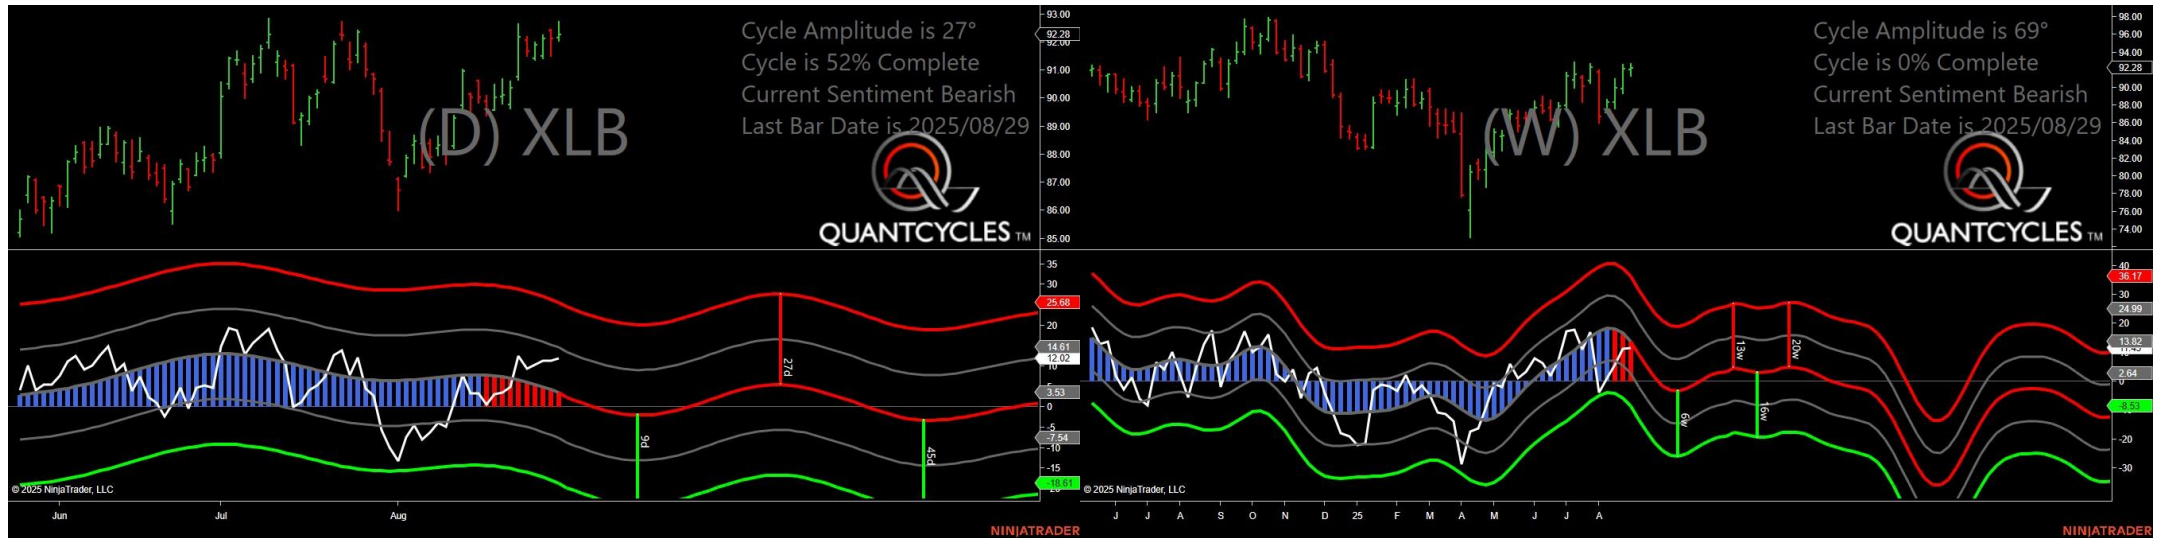 Cycle Amplitude is 27°
Cycle is 52% Complete
Current Sentiment Bearish
Last Bar Date is 2025/08/29
(D) XLB
QUANTCYCLES TM
93.00
92.28
92.00
91.00
90.00
89.00
88.00
87.00
86.00
85.00
35
30
25.68
20
14.61
12.02
5
3.53
0
-5
-7.54
-10
-15
-18.61
9d
27d
45d
© 2025 NinjaTrader, LLC
Jun
Jul
Aug
NINJATRADER
Cycle Amplitude is 69°
Cycle is 0% Complete
Current Sentiment Bearish
Last Bar Date is 2025/08/29
(W) XLB
QUANTCYCLES TM
98.00
96.00
94.00
92.28
90.00
88.00
86.00
84.00
82.00
80.00
78.00
76.00
74.00
40
36.17
30
24.99
20
13.82
2.64
0
-8.53
-20
-30
6w
13w
16w
20w
© 2025 NinjaTrader, LLC
J J A S O N D 25 F M A M J J A
NINJATRADER